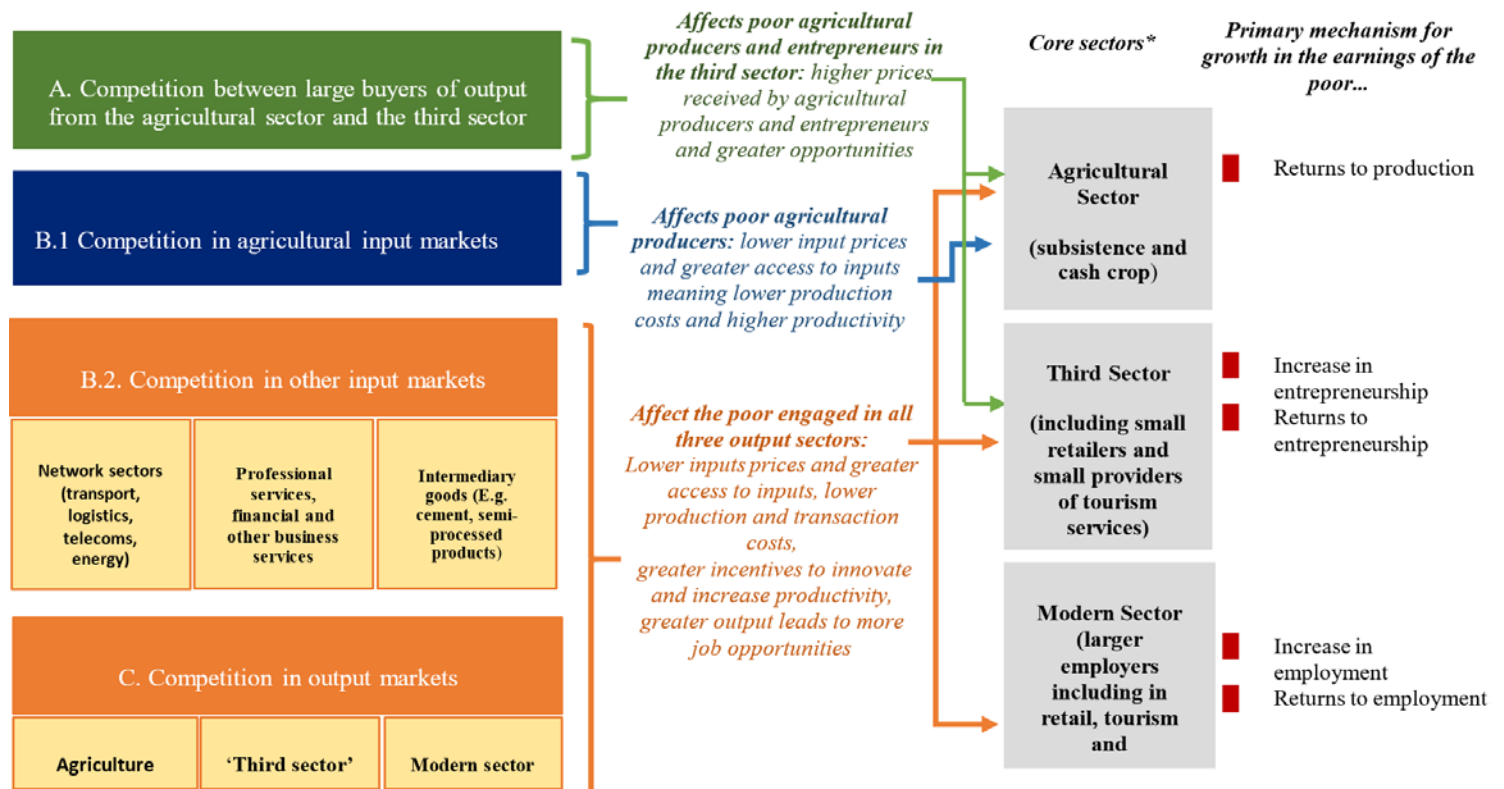 A. Competition between large buyers of output
from the agricultural sector and the third sector
B.1 Competition in agricultural input markets
B.2. Competition in other input markets
Network sectors
(transport,
logistics,
telecoms,
energy)
Professional
services,
financial and
other business
services
Intermediary
goods (E.g.
cement, semi-
processed
products)
C. Competition in output markets
Agriculture
‘Third sector’
Modern sector
Affects poor agricultural
producers and entrepreneurs in
the third sector: higher prices
received by agricultural
producers and entrepreneurs
and greater opportunities
Affects poor agricultural
producers: lower input prices
and greater access to inputs
meaning lower production
costs and higher productivity
Affect the poor engaged in all
three output sectors:
Lower inputs prices and greater
access to inputs, lower
production and transaction
costs,
greater incentives to innovate
and increase productivity,
greater output leads to more
job opportunities
Core sectors*
Agricultural
Sector
(subsistence and
cash crop)
Third Sector
(including small
retailers and
small providers
of tourism
services)
Modern Sector
(larger
employers
including in
retail, tourism
and
Primary mechanism for
growth in the earnings of the
poor...
Returns to production
Increase in
entrepreneurship
Returns to
entrepreneurship
Increase in
employment
Returns to employment